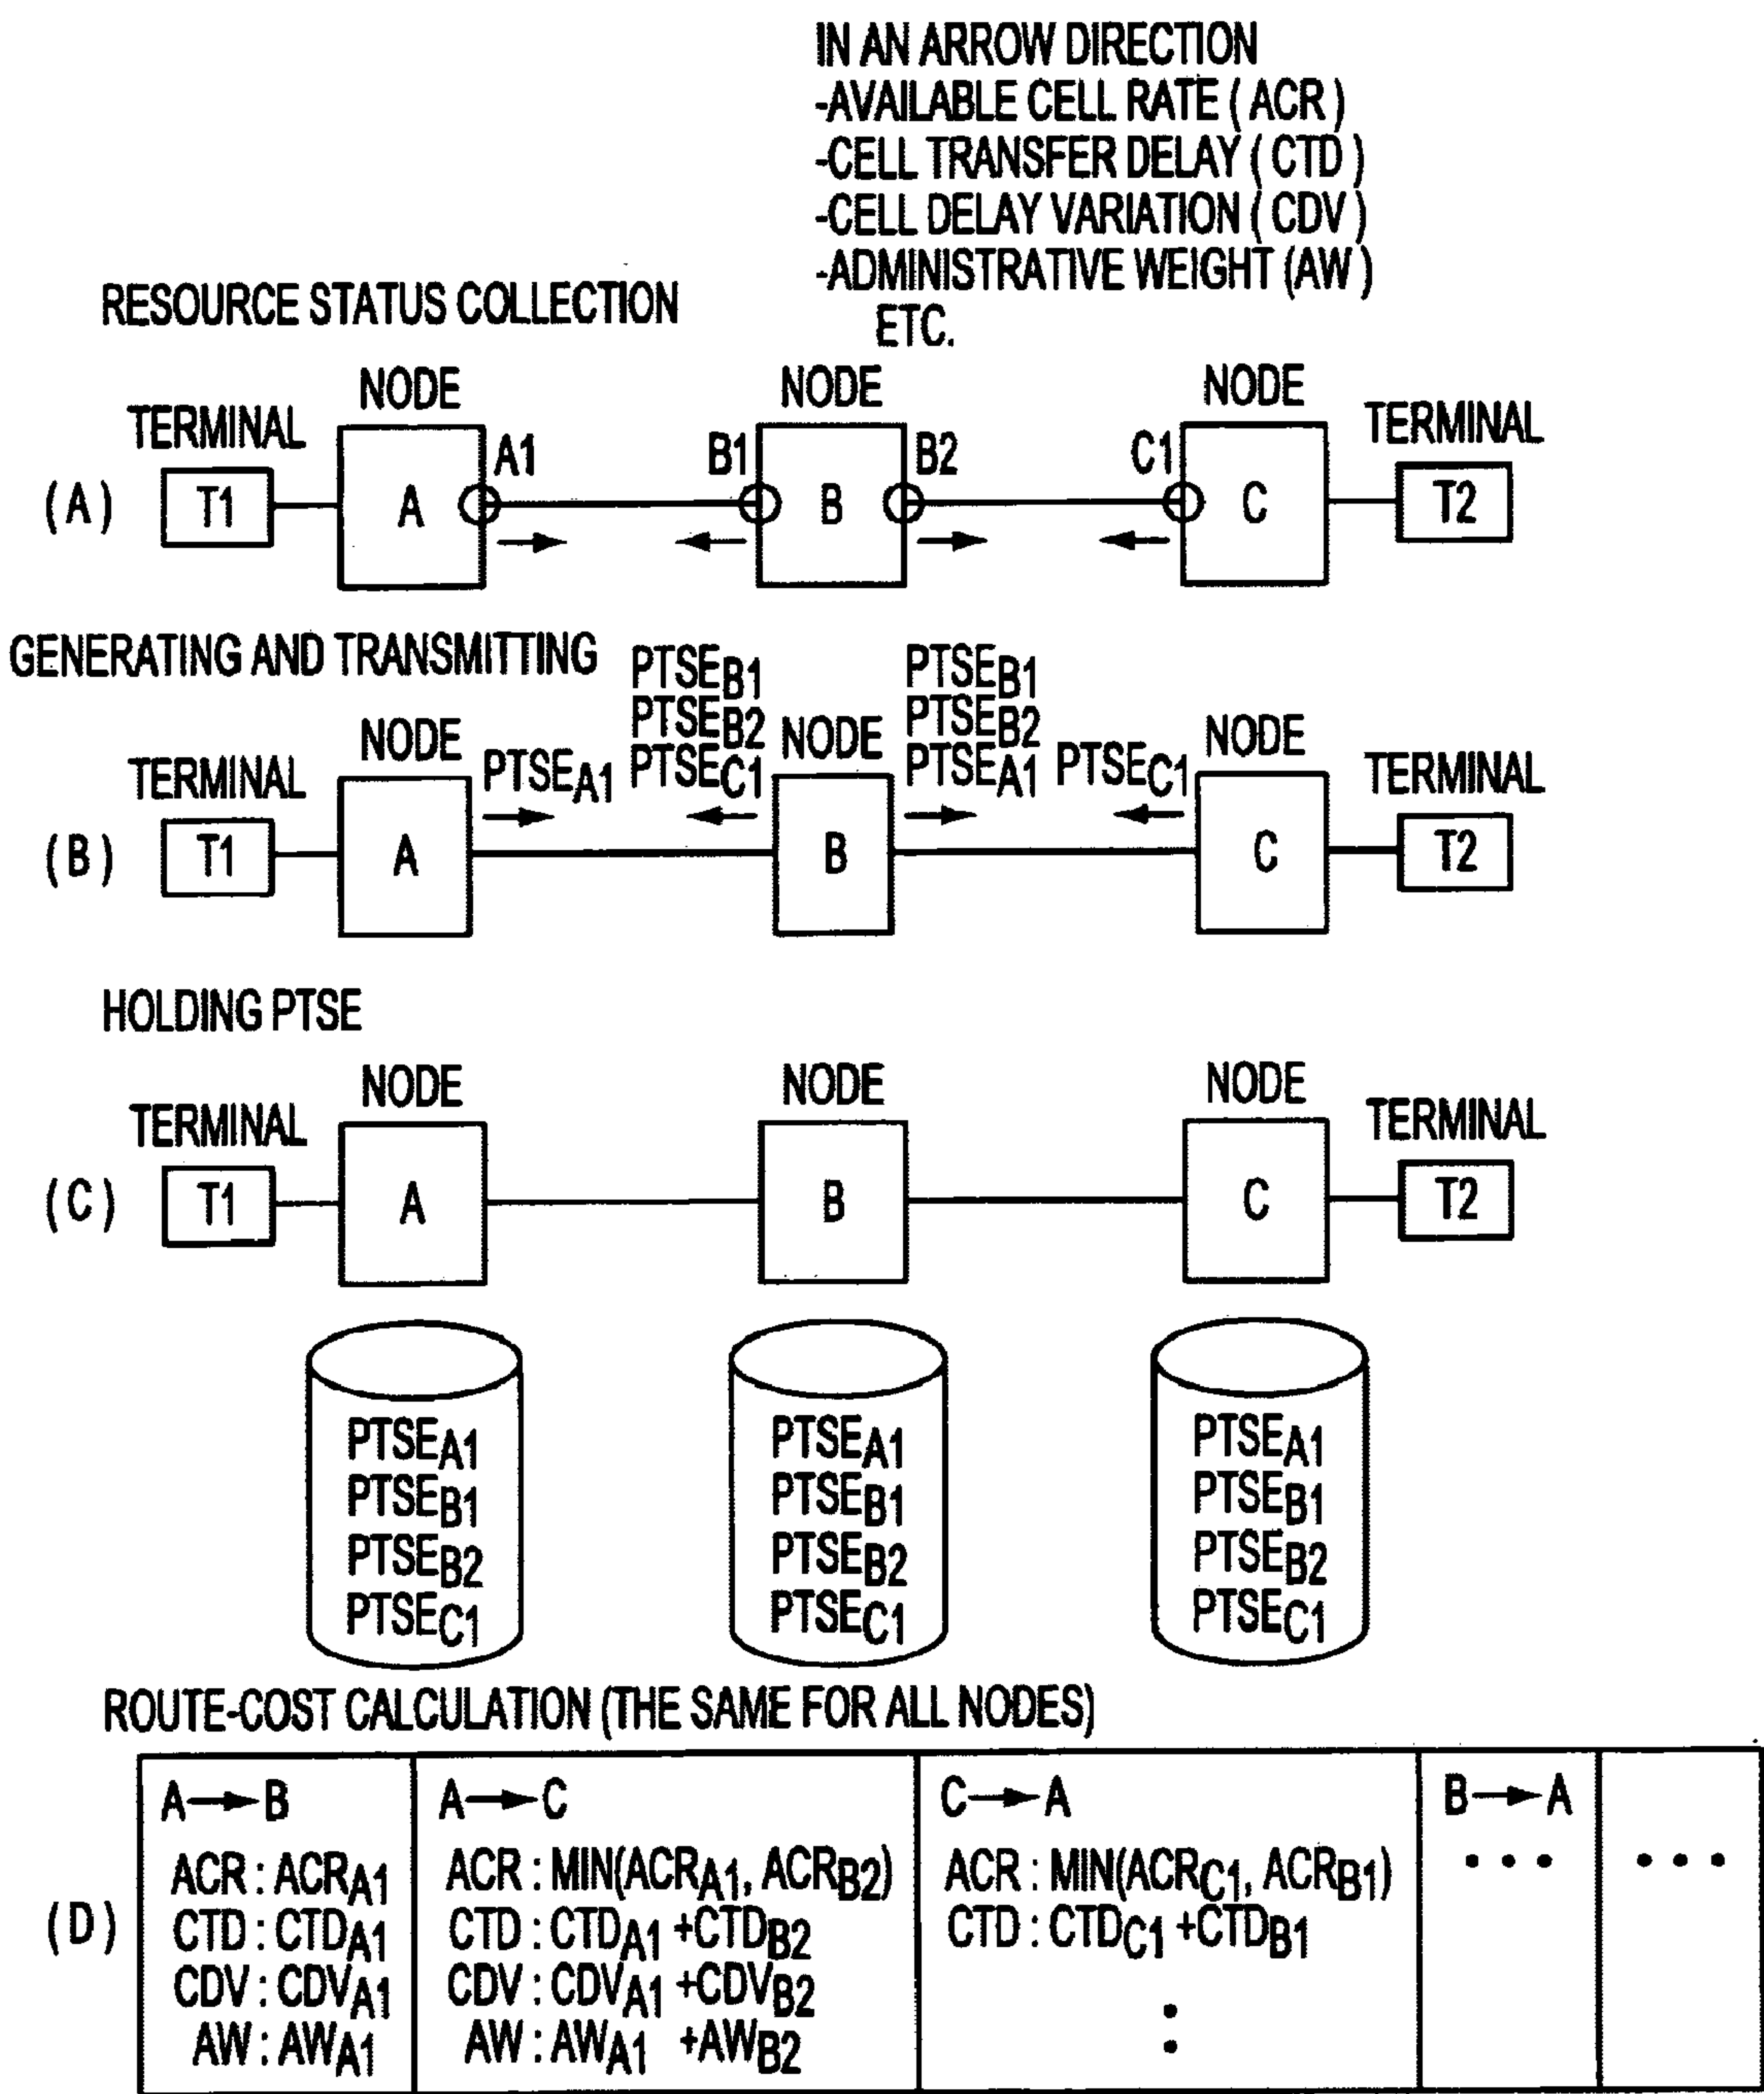 IN AN ARROW DIRECTION
-AVAILABLE CELL RATE ( ACR )
-CELL TRANSFER DELAY ( CTD )
-CELL DELAY VARIATION ( CDV )
-ADMINISTRATIVE WEIGHT (AW )
ETC.
RESOURCE STATUS COLLECTION
NODE NODE NODE
TERMINAL TERMINAL
A1 B1 B2 C1
( A ) T1 A B C T2
GENERATING AND TRANSMITTING
PTSEB1 PTSEB1
PTSEB2 PTSEB2
NODE PTSEA1 PTSEC1 NODE PTSEA1 PTSEC1 NODE
TERMINAL TERMINAL
( B ) T1 A B C T2
HOLDING PTSE
NODE NODE NODE
TERMINAL TERMINAL
( C ) T1 A B C T2
PTSEA1 PTSEA1 PTSEA1
PTSEB1 PTSEB1 PTSEB1
PTSEB2 PTSEB2 PTSEB2
PTSEC1 PTSEC1 PTSEC1
ROUTE-COST CALCULATION (THE SAME FOR ALL NODES)
( D )
A→B
ACR : ACRA1
CTD : CTDA1
CDV : CDVA1
AW : AWA1
A→C
ACR : MIN(ACRA1, ACRB2)
CTD : CTDA1 +CTDB2
CDV : CDVA1 +CDVB2
AW : AWA1 +AWB2
C→A
ACR : MIN(ACRC1, ACRB1)
CTD : CTDC1 +CTDB1
:
B→A
• • •
• • •